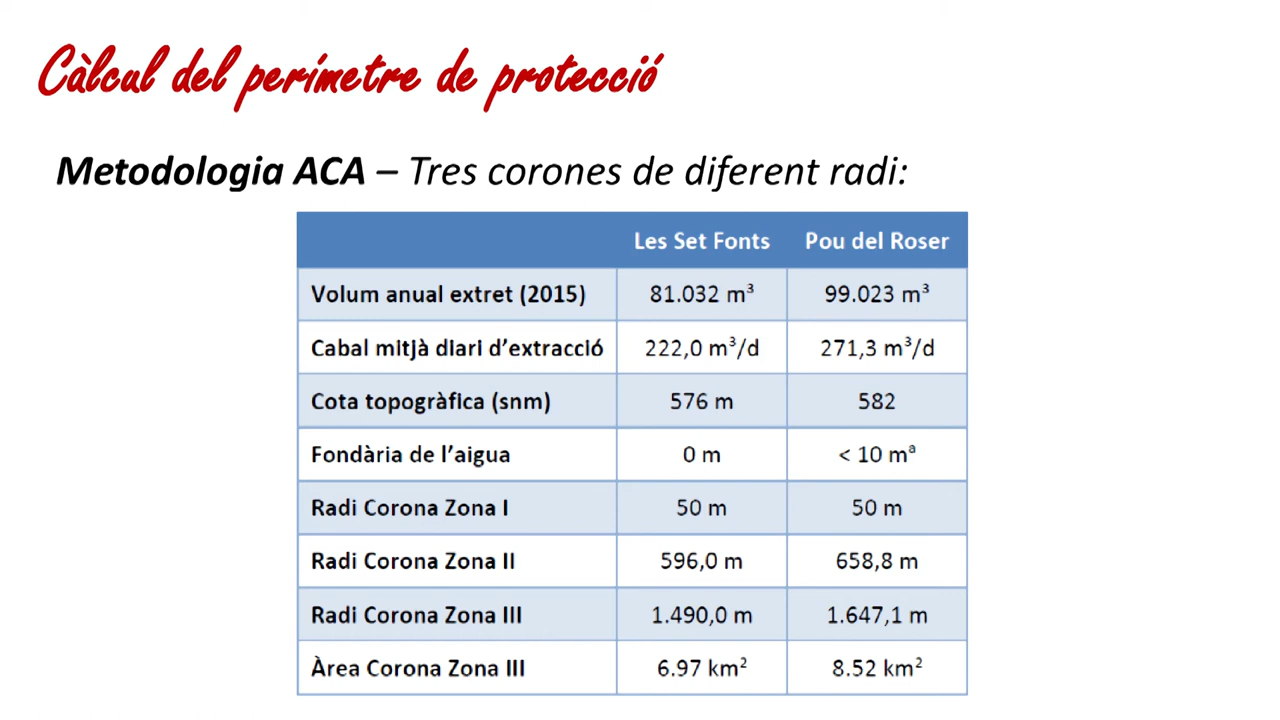 Càlcul del perímetre de protecció
Metodologia ACA – Tres corones de diferent radi:
Les Set Fonts Pou del Roser
Volum anual extret (2015) 81.032 m³ 99.023 m³
Cabal mitjà diari d’extracció 222,0 m³/d 271,3 m³/d
Cota topogràfica (snm) 576 m 582
Fondària de l’aigua 0 m < 10 mª
Radi Corona Zona I 50 m 50 m
Radi Corona Zona II 596,0 m 658,8 m
Radi Corona Zona III 1.490,0 m 1.647,1 m
Àrea Corona Zona III 6.97 km² 8.52 km²